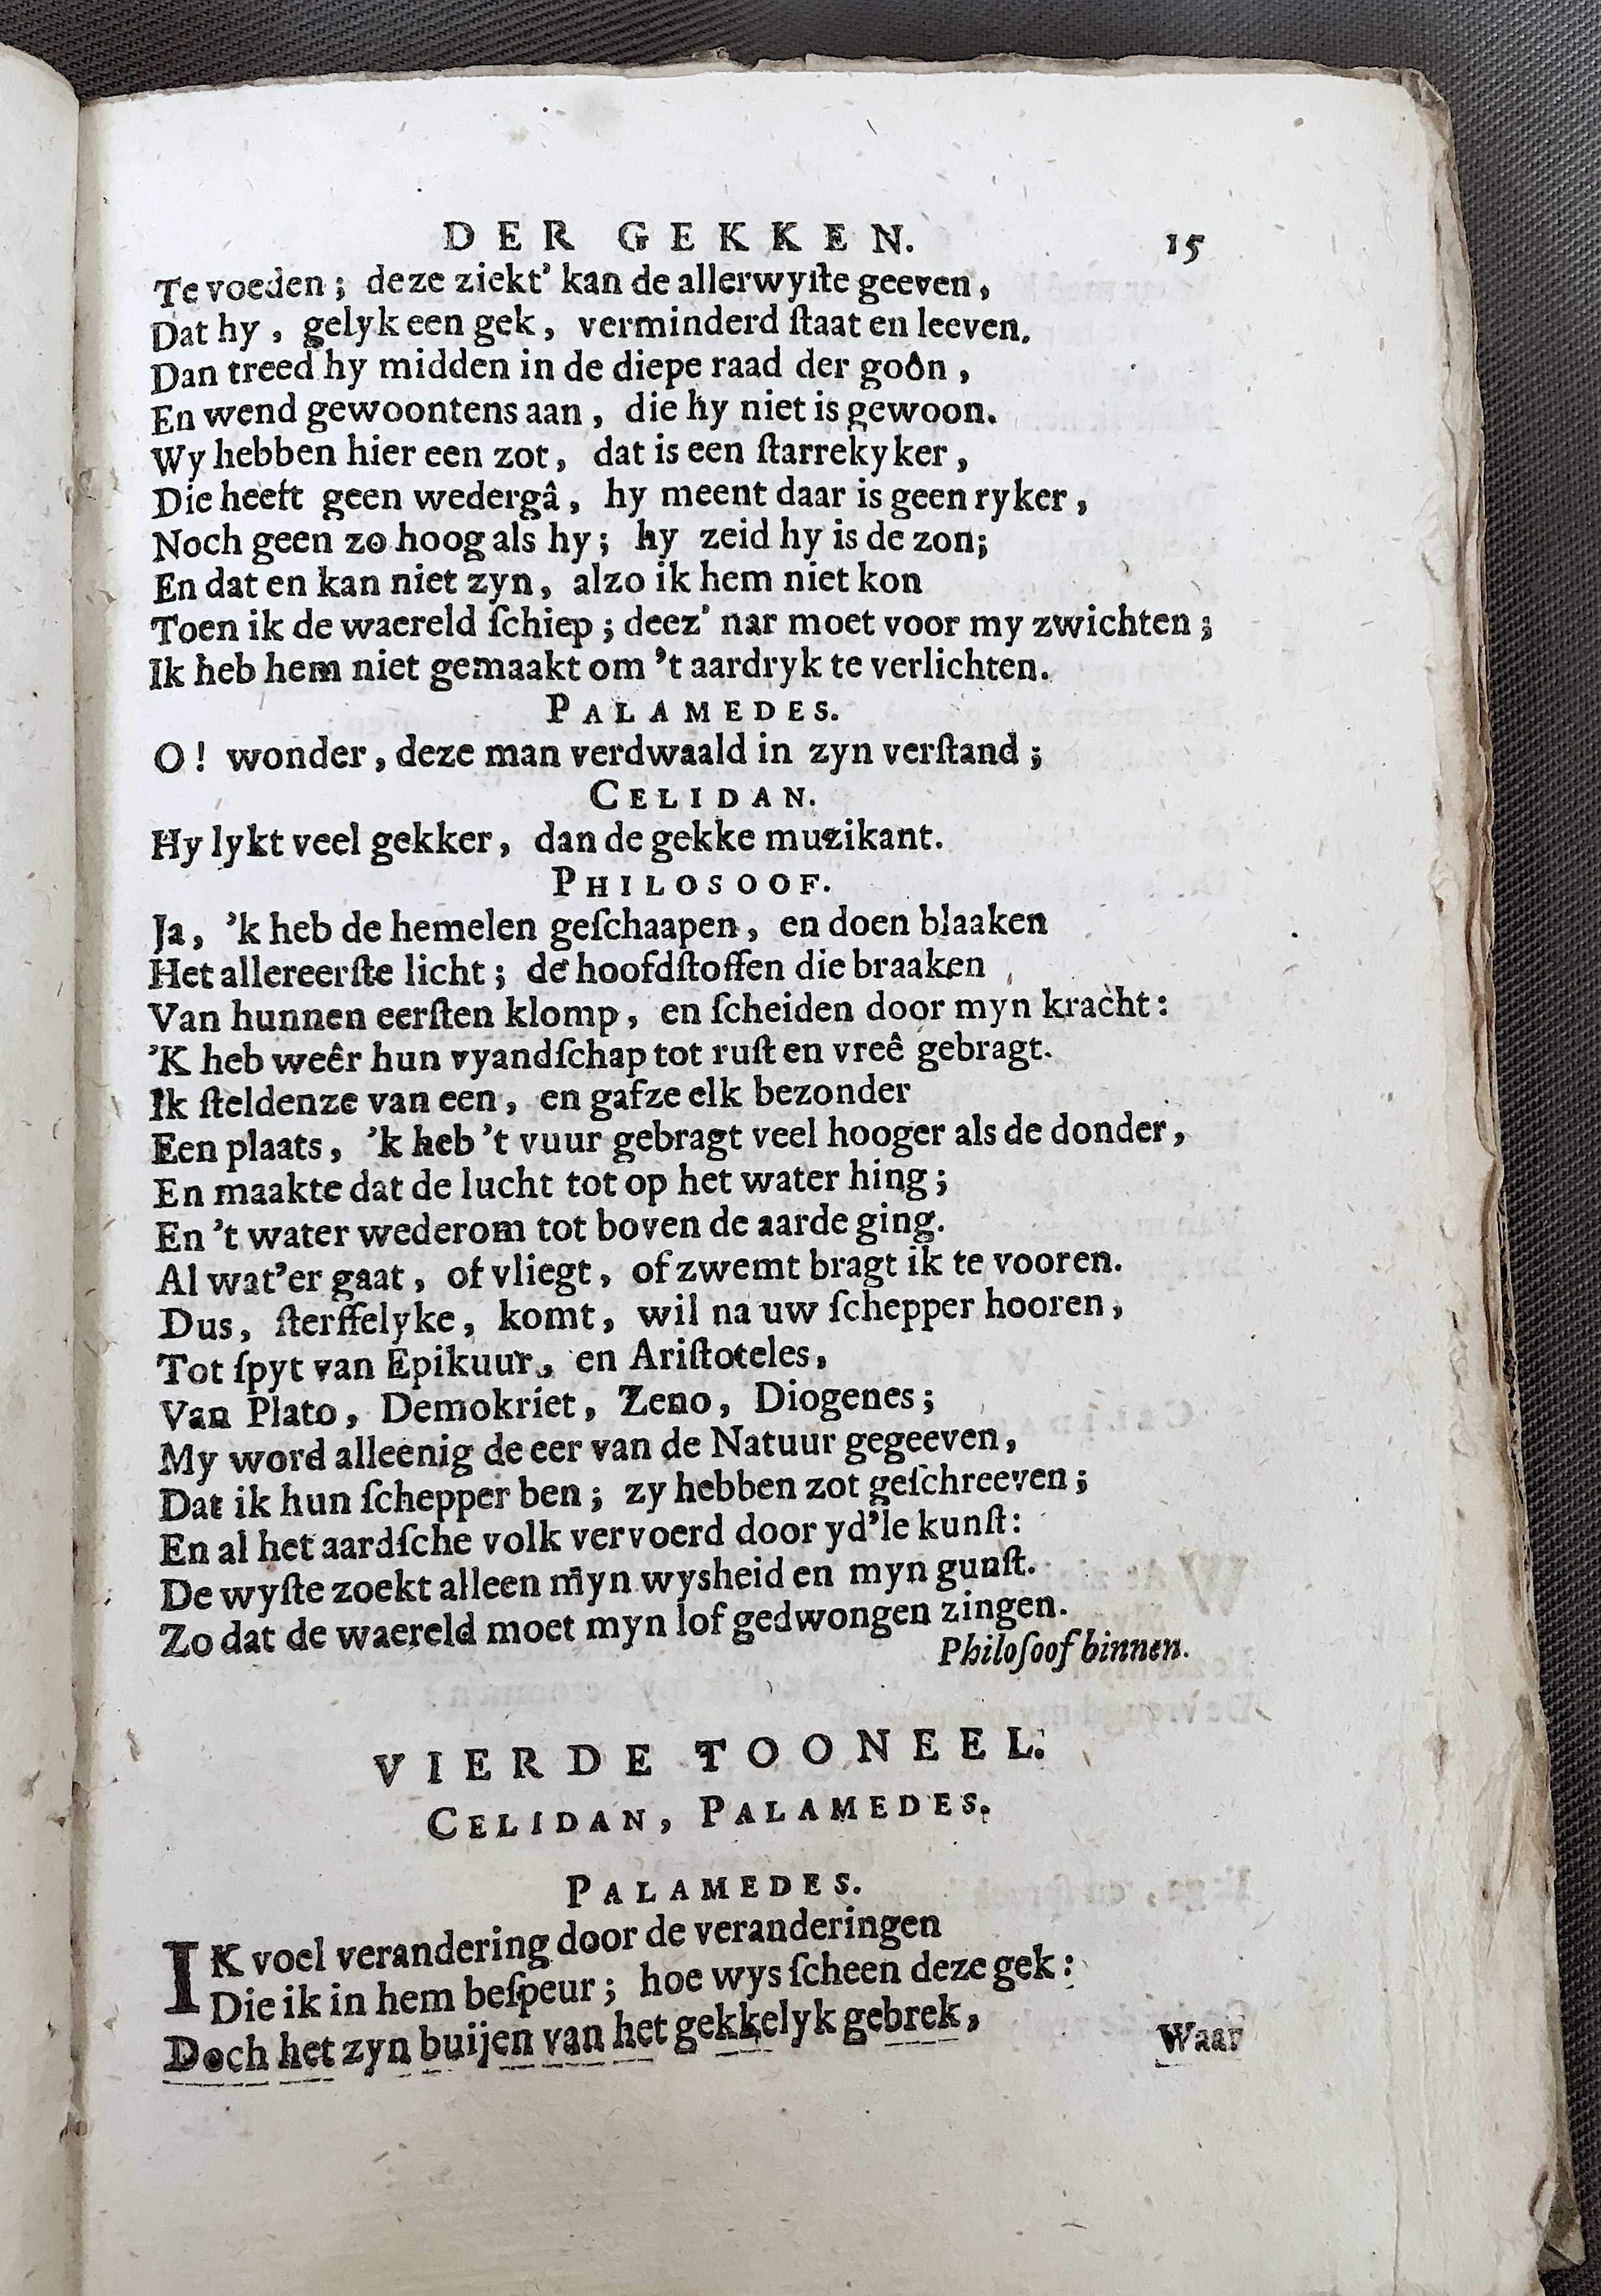 DER GEKKEN. 15
Te voeden; deze ziekt' kan de allerwyſte geeven,
Dat hy, gelyk een gek, verminderd ſtaat en leeven.
Dan treed hy midden in de diepe raad der goôn,
En wend gewoontens aan, die hy niet is gewoon.
Wy hebben hier een zot, dat is een ſtarrekyker,
Die heeft geen wedergâ, hy meent daar is geen ryker,
Noch geen zo hoog als hy; hy zeid hy is de zon;
En dat en kan niet zyn, alzo ik hem niet kon
Toen ik de waereld ſchiep; deez' nar moet voor my zwichten;
Ik heb hem niet gemaakt om 't aardryk te verlichten.
PALAMEDES.
O! wonder, deze man verdwaald in zyn verſtand;
CELIDAN.
Hy lykt veel gekker, dan de gekke muzikant.
PHILOSOOF.
Ja, 'k heb de hemelen geſchaapen, en doen blaaken
Het allereerſte licht; de hoofdſtoffen die braaken
Van hunnen eerſten klomp, en ſcheiden door myn kracht:
'K heb weêr hun vyandſchap tot ruſt en vreê gebragt.
Ik ſteldenze van een, en gafze elk bezonder
Een plaats, 'k heb 't vuur gebragt veel hooger als de donder,
En maakte dat de lucht tot op het water hing;
En 't water wederom tot boven de aarde ging.
Al wat'er gaat, of vliegt, of zwemt bragt ik te vooren.
Dus, ſterffelyke, komt, wil na uw ſchepper hooren,
Tot ſpyt van Epikuur, en Ariſtoteles,
Van Plato, Demokriet, Zeno, Diogenes;
My word alleenig de eer van de Natuur gegeeven,
Dat ik hun ſchepper ben; zy hebben zot geſchreeven;
En al het aardſche volk vervoerd door yd'le kunſt:
De wyſte zoekt alleen myn wysheid en myn gunſt.
Zo dat de waereld moet myn lof gedwongen zingen.
Philoſoof binnen.
VIERDE TOONEEL.
CELIDAN, PALAMEDES.
PALAMEDES.
IK voel verandering door de veranderingen
Die ik in hem beſpeur; hoe wys ſcheen deze gek:
Doch het zyn buijen van het gekkelyk gebrek,
Waar